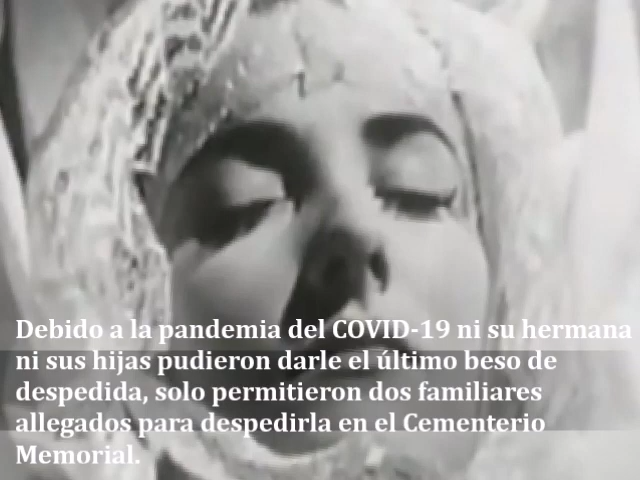 Debido a la pandemia del COVID-19 ni su hermana
ni sus hijas pudieron darle el último beso de
despedida, solo permitieron dos familiares
allegados para despedirla en el Cementerio
Memorial.